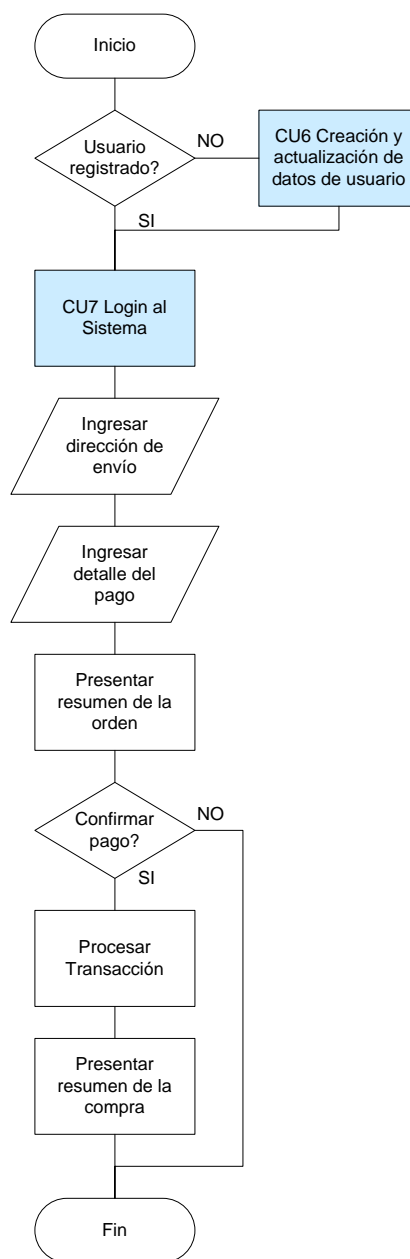 Inicio
Usuario
registrado?
NO
CU6 Creación y
actualización de
datos de usuario
SI
CU7 Login al
Sistema
Ingresar
dirección de
envío
Ingresar
detalle del
pago
Presentar
resumen de la
orden
Confirmar
pago?
NO
SI
Procesar
Transacción
Presentar
resumen de la
compra
Fin